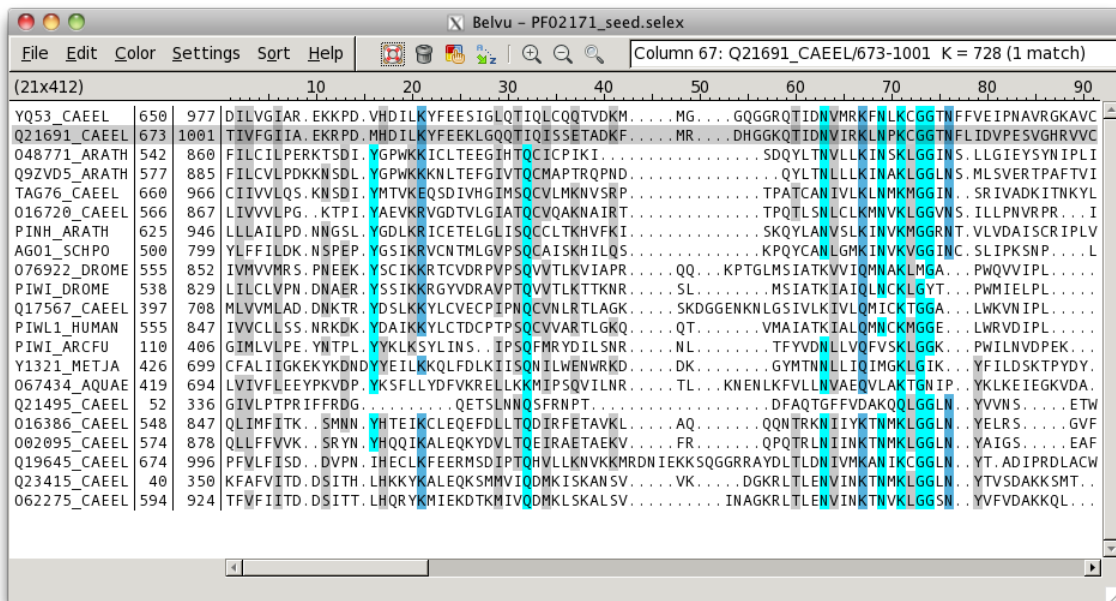 Belvu – PF02171_seed.selex
File Edit Color Settings Sort Help Column 67: Q21691_CAEEL/673-1001 K = 728 (1 match)
(21x412) 10 20 30 40 50 60 70 80 90
YQ53_CAEEL 650 977 DILVGIAR.EKKPD.VHDILKYFEESIGLQTIQLCQQTVDKM....MG....GQGGRQTIDNVMRKFNLKCGGTNFFVEIPNAVRGKAVC
Q21691_CAEEL 673 1001 TIVFGIIA.EKRPD.MHDILKYFEEKLGQQTIQISSETADKF....MR....DHGGKQTIDNVIRKLNPKCGGTNFLIDVPESVGHRVVC
O48771_ARATH 542 860 FILCILPERKTSDI.YGPWKKICLTEEGIHTQCICPIKI...............SDQYLTNVLLKINSKLGGINS.LLGIEYSYNIPLI
Q9ZVD5_ARATH 577 885 FILCVLPDKKNSDL.YGPWKKKNLTEFGIVTQCMAPTRQPND..............QYLTNLLLKINAKLGGLNS.MLSVERTPAFTVI
TAG76_CAEEL 660 966 CIIVVLQS.KNSDI.YMTVKEQSDIVHGIMSQCVLMKNVSRP............TPATCANIVLKLNMKMGGIN..SRIVADKITNKYL
O16720_CAEEL 566 867 LIVVVLPG..KTPI.YAEVKRVGDTVLGIATQCVQAKNAIRT............TPQTLSNLCLKMNVKLGGVNS.ILLPNVRPR...I
PINH_ARATH 625 946 LLLAILPD.NNGSL.YGDLKRICETELGLISQCCLTKHVFKI............SKQYLANVSLKINVKMGGRNT.VLVDAISCRIPLV
AGO1_SCHPO 500 799 YLFFILDK.NSPEP.YGSIKRVCNTMLGVPSQCAISKHILQS............KPQYCANLGMKINVKVGGINC.SLIPKSNP...L
O76922_DROME 555 852 IVMVVMRS.PNEEK.YSCIKKRTCVDRPVPSQVVTLKVIAPR.....QQ...KPTGLMSIATKVVIQMNAKLMGA..PWQVVIPL.....
PIWI_DROME 538 829 LILCLVPN.DNAER.YSSIKKRGYVDRAVPTQVVTLKTTKNR.....SL.......MSIATKIAIQLNCKLGYT..PWMIELPL.....
Q17567_CAEEL 397 708 MLVVMLAD.DNKTR.YDSLKKYLCVECPIPNQCVNLRTLAGK....SKDGGENKNLGSIVLKIVLQMICKTGGA..LWKVNIPL.....
PIWL1_HUMAN 555 847 IVVCLLSS.NRKDK.YDAIKKYLCTDCPTPSQCVVARTLGKQ.....QT.......VMAIATKIALQMNCKMGGE..LWRVDIPL.....
PIWI_ARCFU 110 406 GIMLVLPE.YNTPL.YYKLKSYLINS..IPSQFMRYDILSNR.....NL.......TFYVDNLLVQFVSKLGGK..PWILNVDPEK....
Y1321_METJA 426 699 CFALIIGKEKYKDNDYYEILKKQLFDLKIISQNILWENWRKD.....DK.......GYMTNNLLIQIMGKLGIK..YFILDSKTPYDY.
O67434_AQUAE 419 694 LVIVFLEEYPKVDP.YKSFLLYDFVKRELLKKMIPSQVILNR.....TL...KNENLKFVLLNVAEQVLAKTGNIP.YKLKEIEGKVDA.
Q21495_CAEEL 52 336 GIVLPTPRIFFRDG..........QETSLNNQSFRNPT................DFAQTGFFVDAKQQLGGLN..YVVNS....ETW
O16386_CAEEL 548 847 QLIMFITK.SMNN.YHTEIKCLEQEFDLLTQDIRFETAVKL.....AQ......QQNTRKNIIYKTNMKLGGLN..YELRS....GVF
O02095_CAEEL 574 878 QLLFFVVK..SRYN.YHQQIKALEQKYDVLTQEIRAETAEKV.....FR......QPQTRLNIINKTNMKLGGLN..YAIGS....EAF
Q19645_CAEEL 674 996 PFVLFISD..DVPN.IHECLKFEERMSDIPTQHVLLKNVKKMRDNIEKKSQGGRRAYDLTLDNIVMKANIKCGGLN..YT.ADIPRDLACW
Q23415_CAEEL 40 350 KFAFVITD.DSITH.LHKKYKALEQKSMMVIQDMKISKANSV.....VK.....DGKRLTLENVINKTNVKLGGSN..YTVSDAKKSMT..
O62275_CAEEL 594 924 TFVFIITD.DSITT.LHQRYKMIEKDTKMIVQDMKLSKALSV............INAGKRLTLENVINKTNVKLGGSN..YVFVDAKKQL...